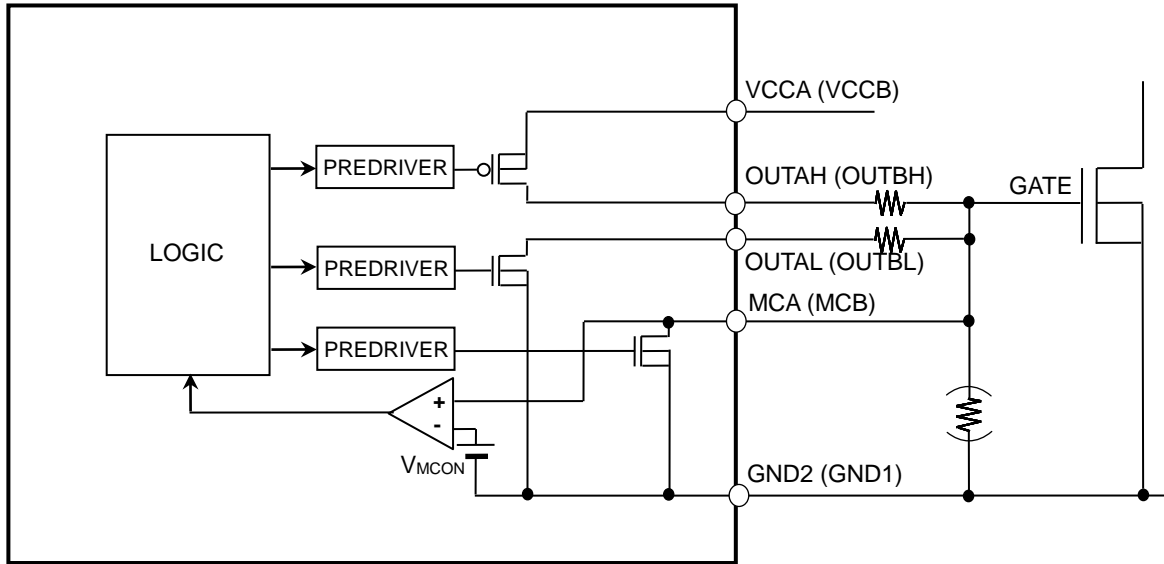 VCCA (VCCB)
PREDRIVER
OUTAH (OUTBH)
GATE
LOGIC
PREDRIVER
OUTAL (OUTBL)
MCA (MCB)
PREDRIVER
+
-
VMCON
GND2 (GND1)